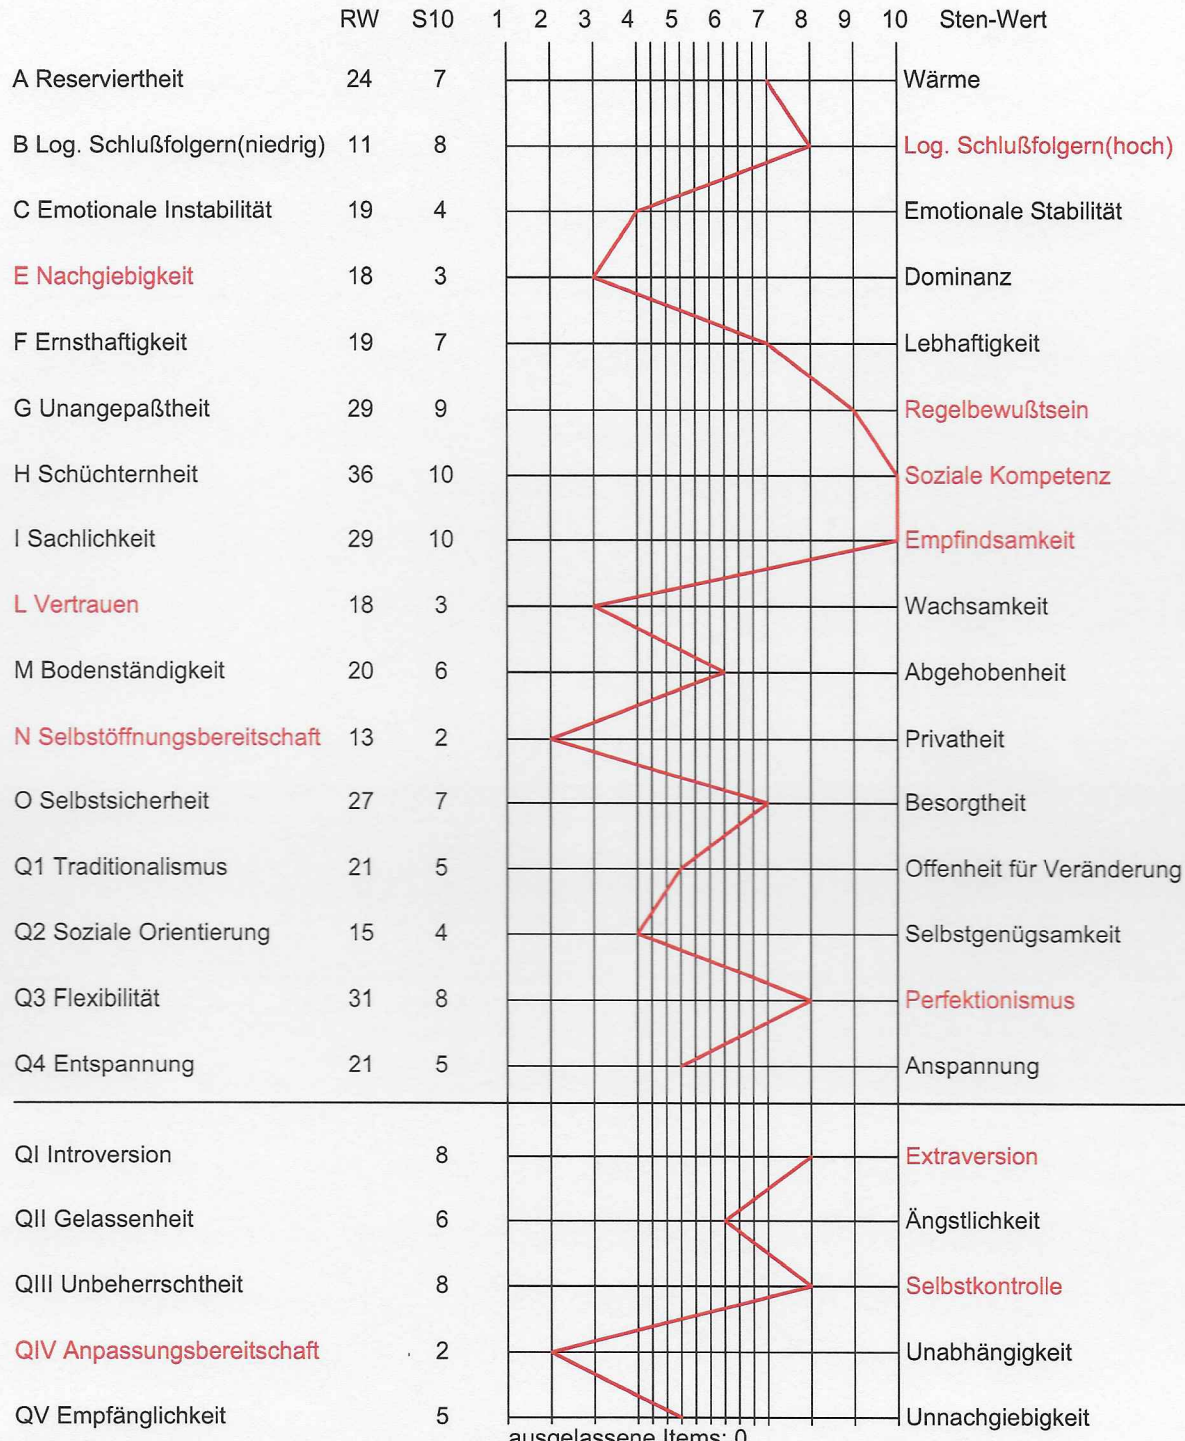 RW S10 1 2 3 4 5 6 7 8 9 10 Sten-Wert
A Reserviertheit 24 7 Wärme
B Log. Schlußfolgern(niedrig) 11 8 Log. Schlußfolgern(hoch)
C Emotionale Instabilität 19 4 Emotionale Stabilität
E Nachgiebigkeit 18 3 Dominanz
F Ernsthaftigkeit 19 7 Lebhaftigkeit
G Unangepaßtheit 29 9 Regelbewußtsein
H Schüchternheit 36 10 Soziale Kompetenz
I Sachlichkeit 29 10 Empfindsamkeit
L Vertrauen 18 3 Wachsamkeit
M Bodenständigkeit 20 6 Abgehobenheit
N Selbstöffnungsbereitschaft 13 2 Privatheit
O Selbstsicherheit 27 7 Besorgtheit
Q1 Traditionalismus 21 5 Offenheit für Veränderung
Q2 Soziale Orientierung 15 4 Selbstgenügsamkeit
Q3 Flexibilität 31 8 Perfektionismus
Q4 Entspannung 21 5 Anspannung
QI Introversion 8 Extraversion
QII Gelassenheit 6 Ängstlichkeit
QIII Unbeherrschtheit 8 Selbstkontrolle
QIV Anpassungsbereitschaft 2 Unabhängigkeit
QV Empfänglichkeit 5 Unnachgiebigkeit
ausgelassene Items: 0